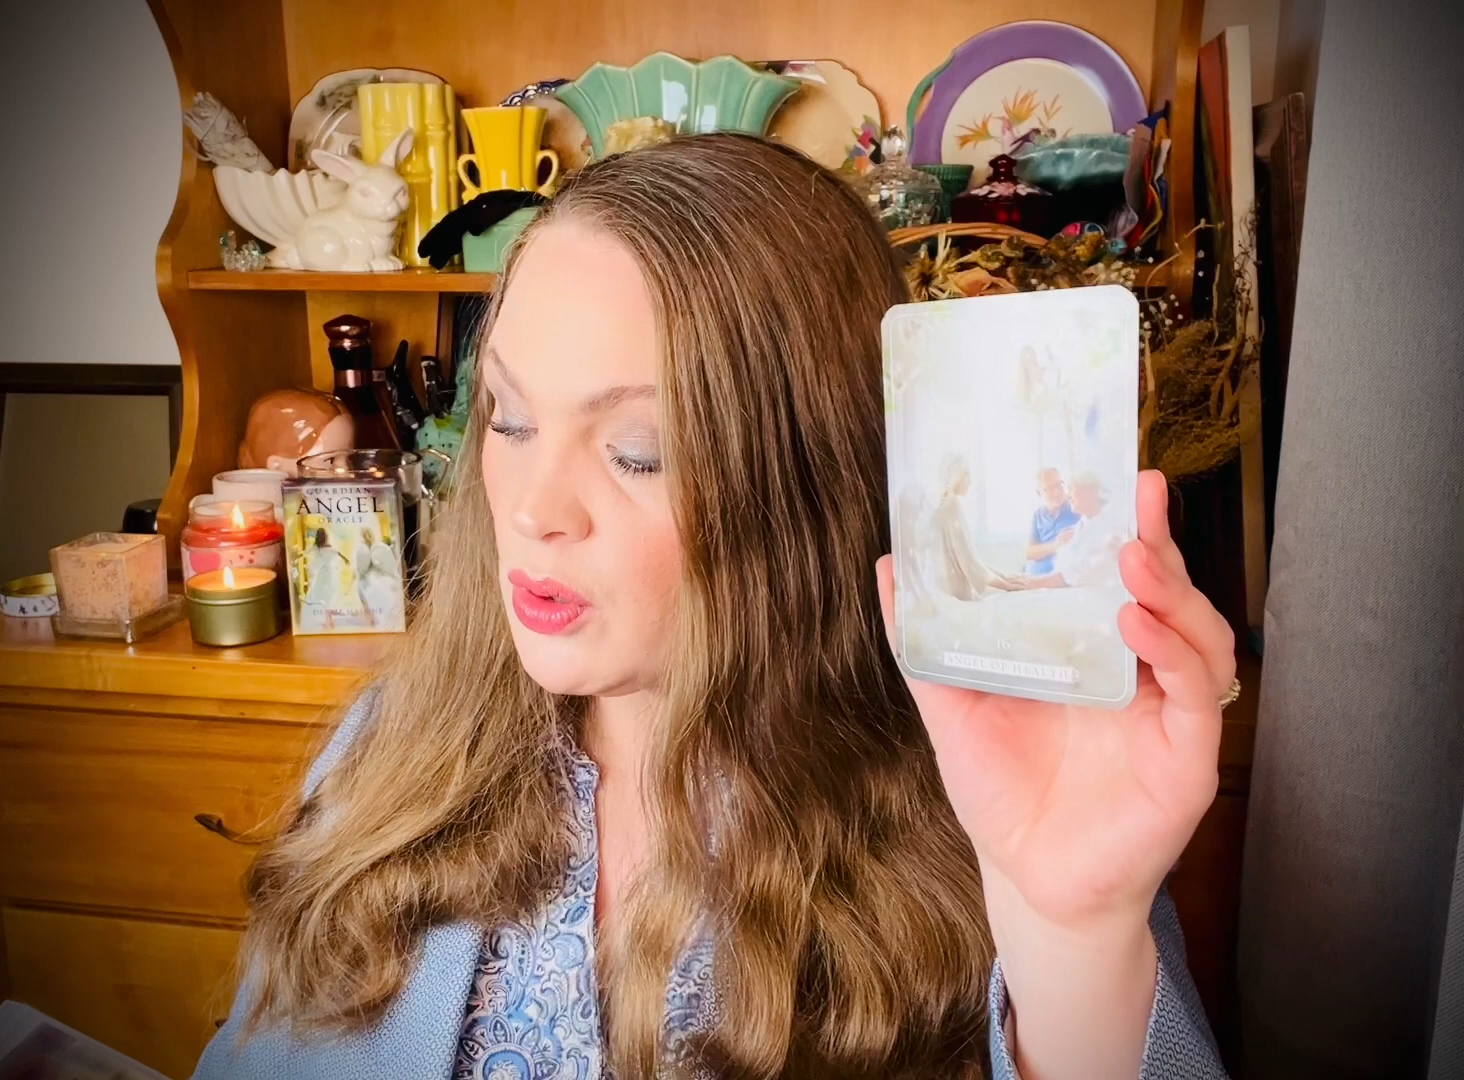 GUARDIAN
ANGEL
ORACLE
16
ANGEL OF HEALTH